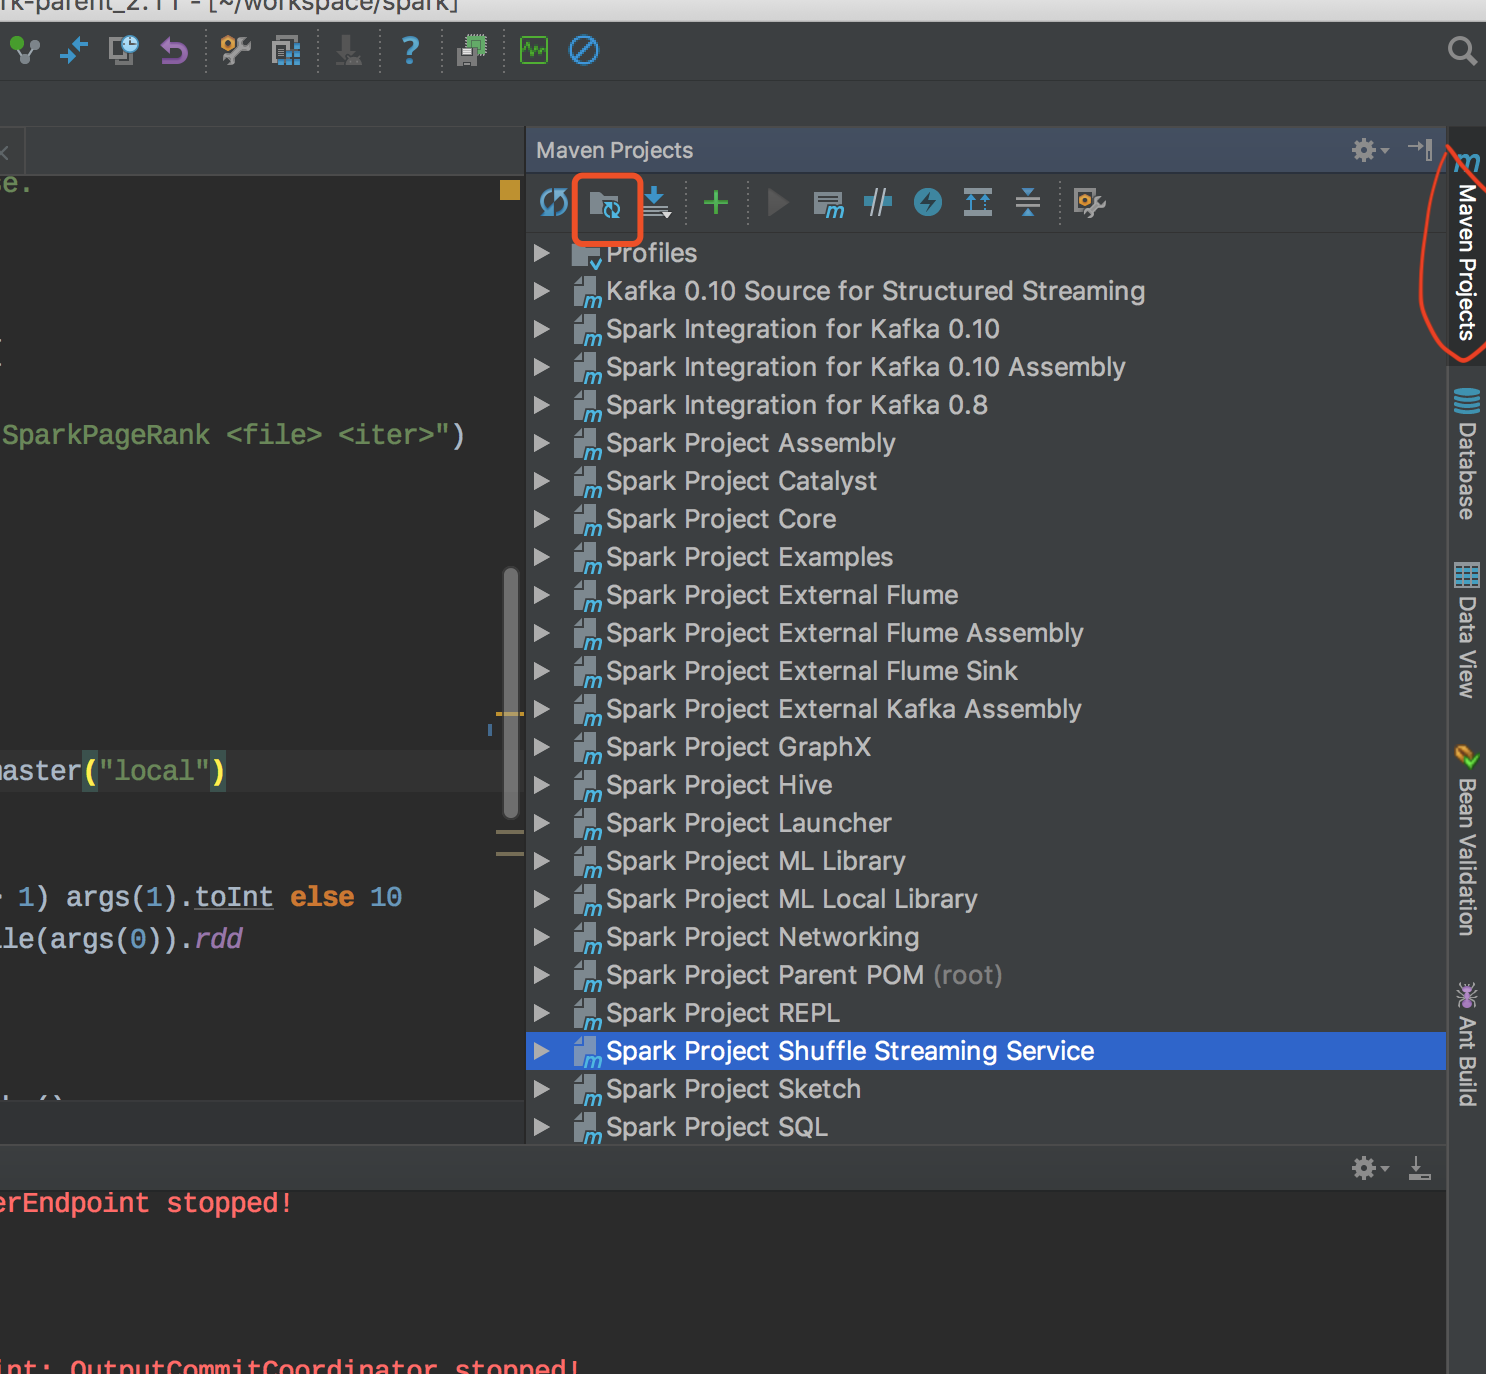 rk-parent_2.11 - [~/workspace/spark]
Maven Projects
se.
Profiles
Kafka 0.10 Source for Structured Streaming
Spark Integration for Kafka 0.10
Spark Integration for Kafka 0.10 Assembly
Spark Integration for Kafka 0.8
SparkPageRank <file> <iter>")
Spark Project Assembly
Spark Project Catalyst
Spark Project Core
Spark Project Examples
Spark Project External Flume
Spark Project External Flume Assembly
Spark Project External Flume Sink
Spark Project External Kafka Assembly
Spark Project GraphX
master("local")
Spark Project Hive
Spark Project Launcher
Spark Project ML Library
1) args(1).toInt else 10
Spark Project ML Local Library
le(args(0)).rdd
Spark Project Networking
Spark Project Parent POM (root)
Spark Project REPL
Spark Project Shuffle Streaming Service
Spark Project Sketch
Spark Project SQL
Maven Projects
Database
Data View
Bean Validation
Ant Build
erEndpoint stopped!
int: OutputCommitCoordinator stopped!